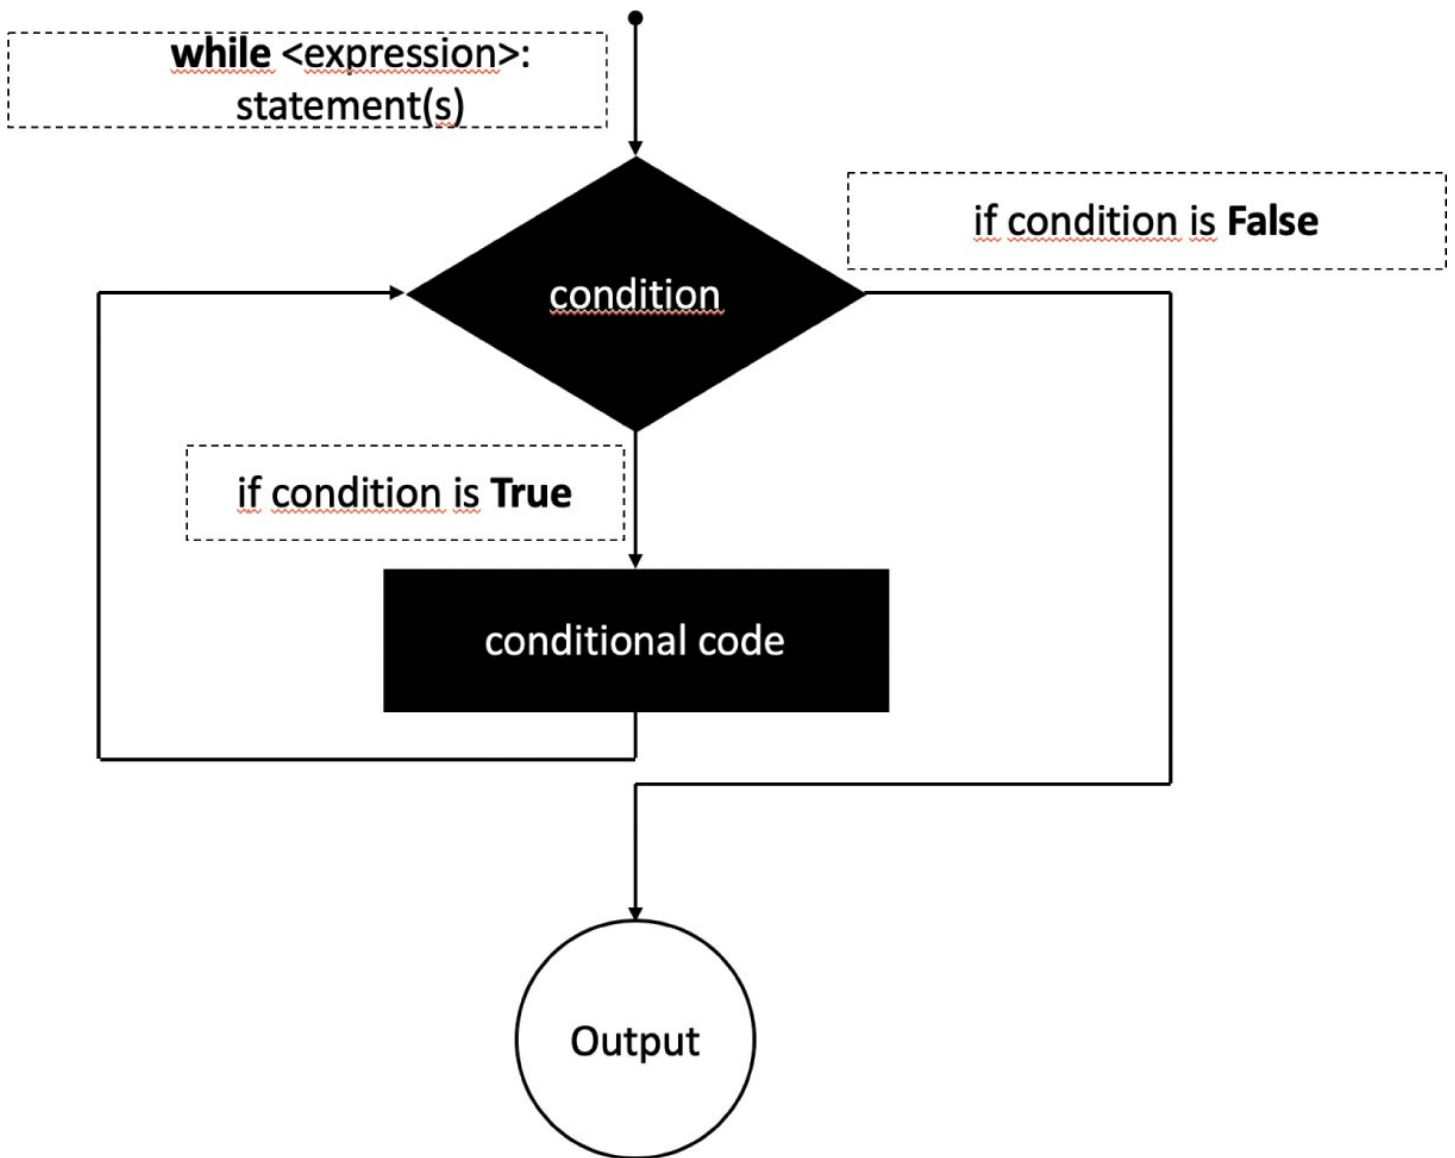 while <expression>:
statement(s)
if condition is False
condition
if condition is True
conditional code
Output